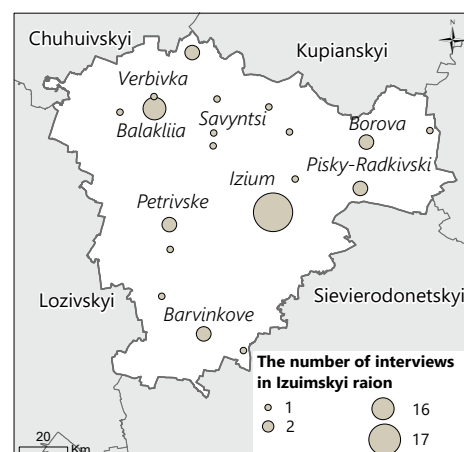 N
Chuhuivskyi
Kupianskyi
Verbivka
Balakliia
Savyntsi
Borova
Pisky-Radkivski
Izium
Petrivske
Lozivskyi
Sievierodonetskyi
Barvinkove
The number of interviews
in Izuimskyi raion
1
2
16
17
20
Km